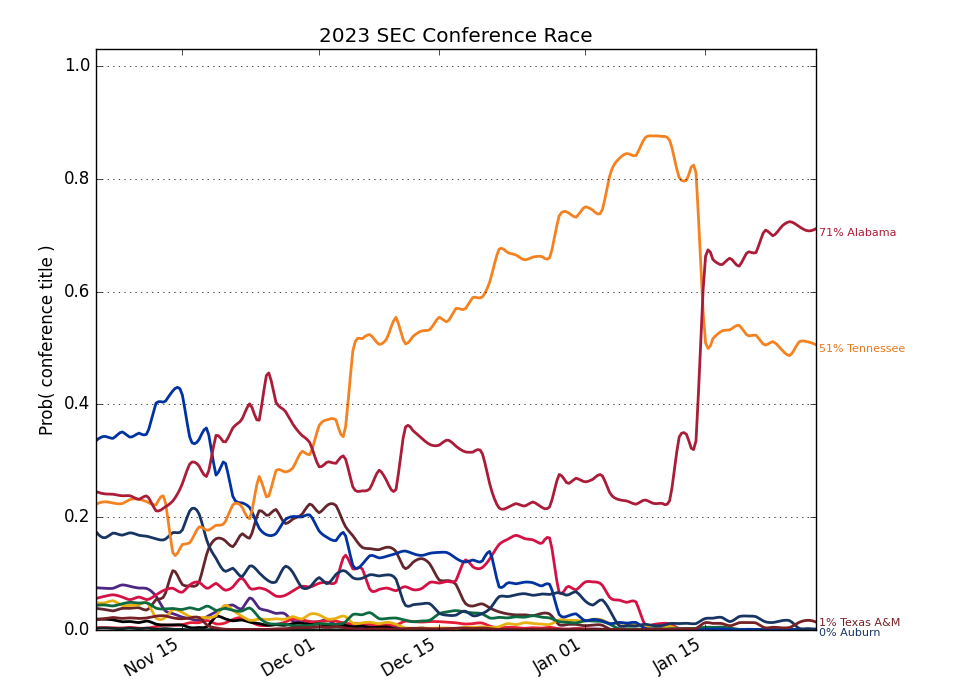 2023 SEC Conference Race
Prob( conference title )
1.0
0.8
0.6
0.4
0.2
0.0
Nov 15
Dec 01
Dec 15
Jan 01
Jan 15
71% Alabama
51% Tennessee
1% Texas A&M
0% Auburn